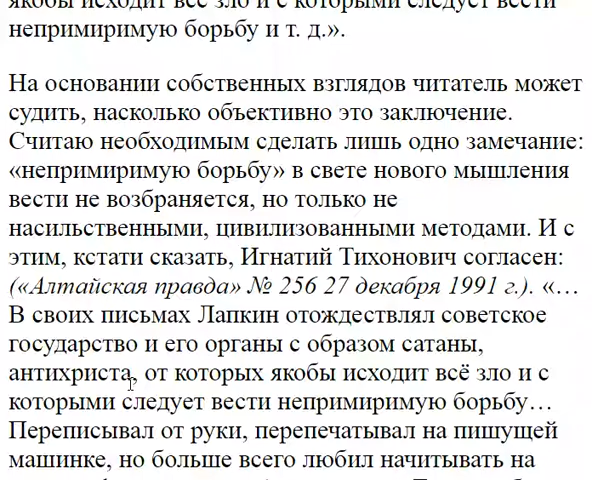 якобы исходит всё зло и с которыми следует вести
непримиримую борьбу и т. д.».
На основании собственных взглядов читатель может
судить, насколько объективно это заключение.
Считаю необходимым сделать лишь одно замечание:
«непримиримую борьбу» в свете нового мышления
вести не возбраняется, но только не
насильственными, цивилизованными методами. И с
этим, кстати сказать, Игнатий Тихонович согласен:
(«Алтайская правда» № 256 27 декабря 1991 г.). «…
В своих письмах Лапкин отождествлял советское
государство и его органы с образом сатаны,
антихриста, от которых якобы исходит всё зло и с
которыми следует вести непримиримую борьбу…
Переписывал от руки, перепечатывал на пишущей
машинке, но больше всего любил начитывать на